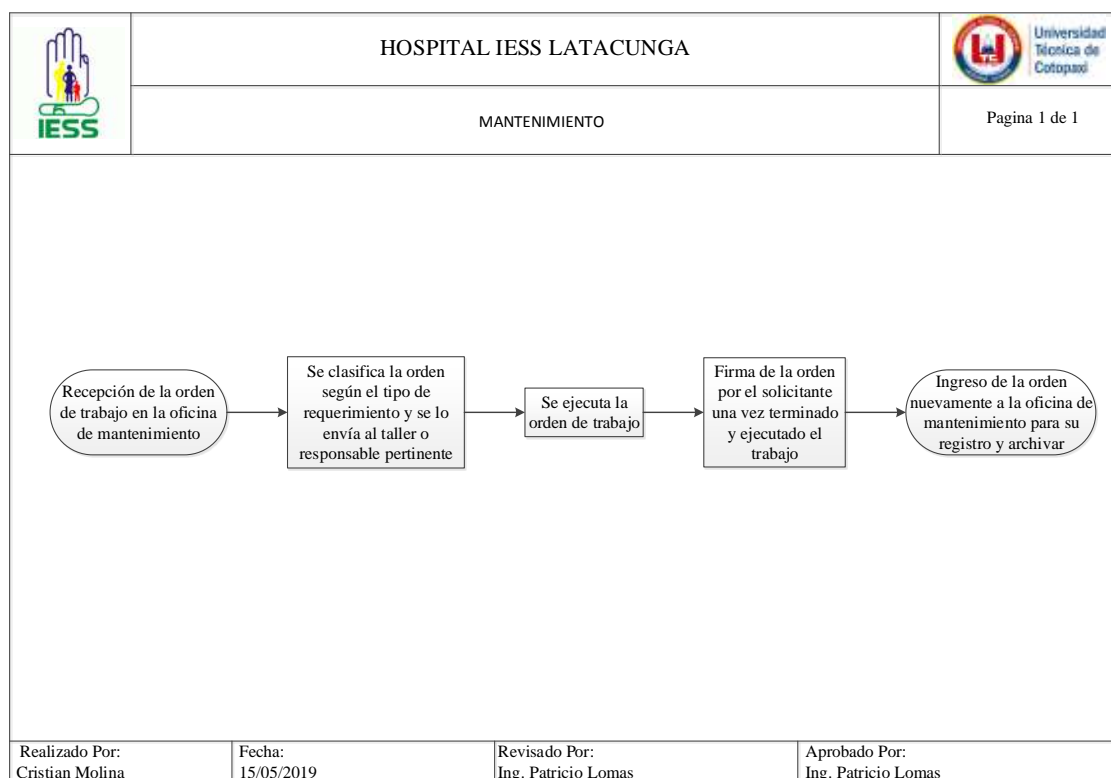 IESS
HOSPITAL IESS LATACUNGA
Universidad
Técnica de
Cotopaxi
MANTENIMIENTO
Pagina 1 de 1
Recepción de la orden
de trabajo en la oficina
de mantenimiento
Se clasifica la orden
según el tipo de
requerimiento y se lo
envía al taller o
responsable pertinente
Se ejecuta la
orden de trabajo
Firma de la orden
por el solicitante
una vez terminado
y ejecutado el
trabajo
Ingreso de la orden
nuevamente a la oficina de
mantenimiento para su
registro y archivar
Realizado Por:
Cristian Molina
Fecha:
15/05/2019
Revisado Por:
Ing. Patricio Lomas
Aprobado Por:
Ing. Patricio Lomas